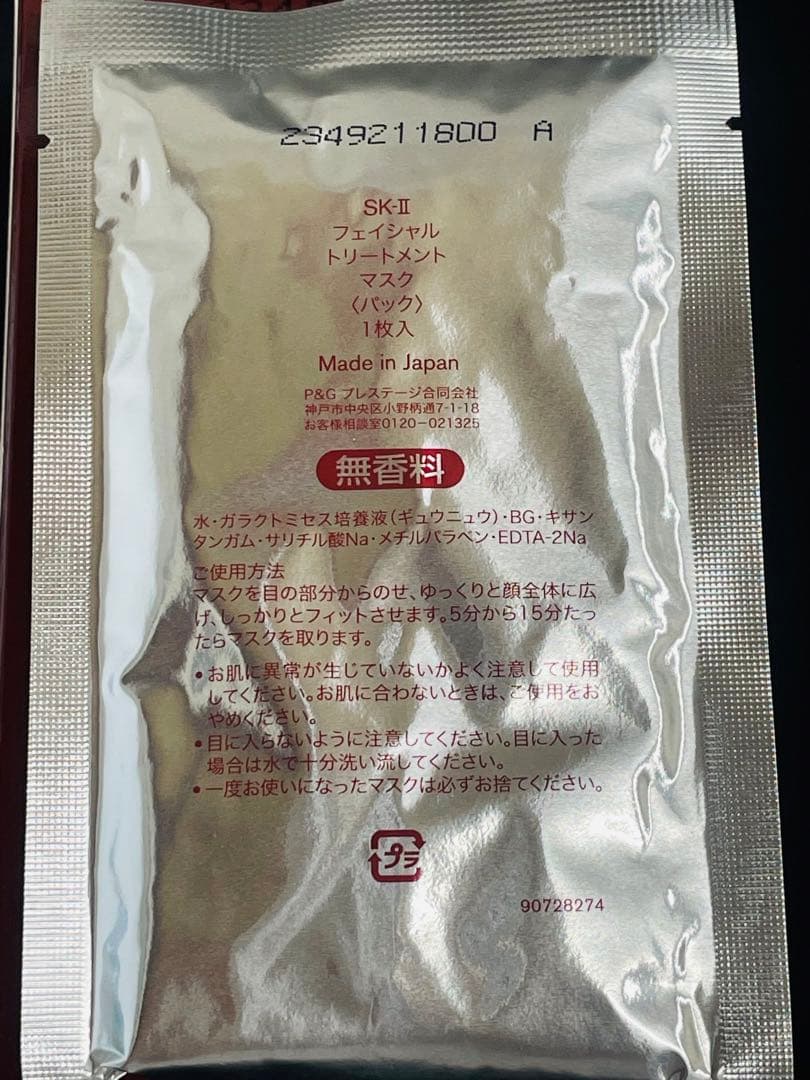 2349211800 A
SK-II
フェイシャル
トリートメント
マスク
〈パック〉
1枚入
Made in Japan
P&G プレステージ合同会社
神戸市中央区小野柄通7-1-18
お客様相談室0120-021325
無香料
水・ガラクトミセス培養液(ギュウニュウ)・BG・キサン
タンガム・サリチル酸Na・メチルパラベン・EDTA-2Na
ご使用方法
マスクを目の部分からのせ、ゆっくりと顔全体に広
げ、しっかりとフィットさせます。5分から15分たっ
たらマスクを取ります。
●お肌に異常が生じていないかよく注意して使用
してください。お肌に合わないときは、ご使用をお
やめください。
●目に入らないように注意してください。目に入った
場合は水で十分洗い流してください。
●一度お使いになったマスクは必ずお捨てください。
プラ
90728274